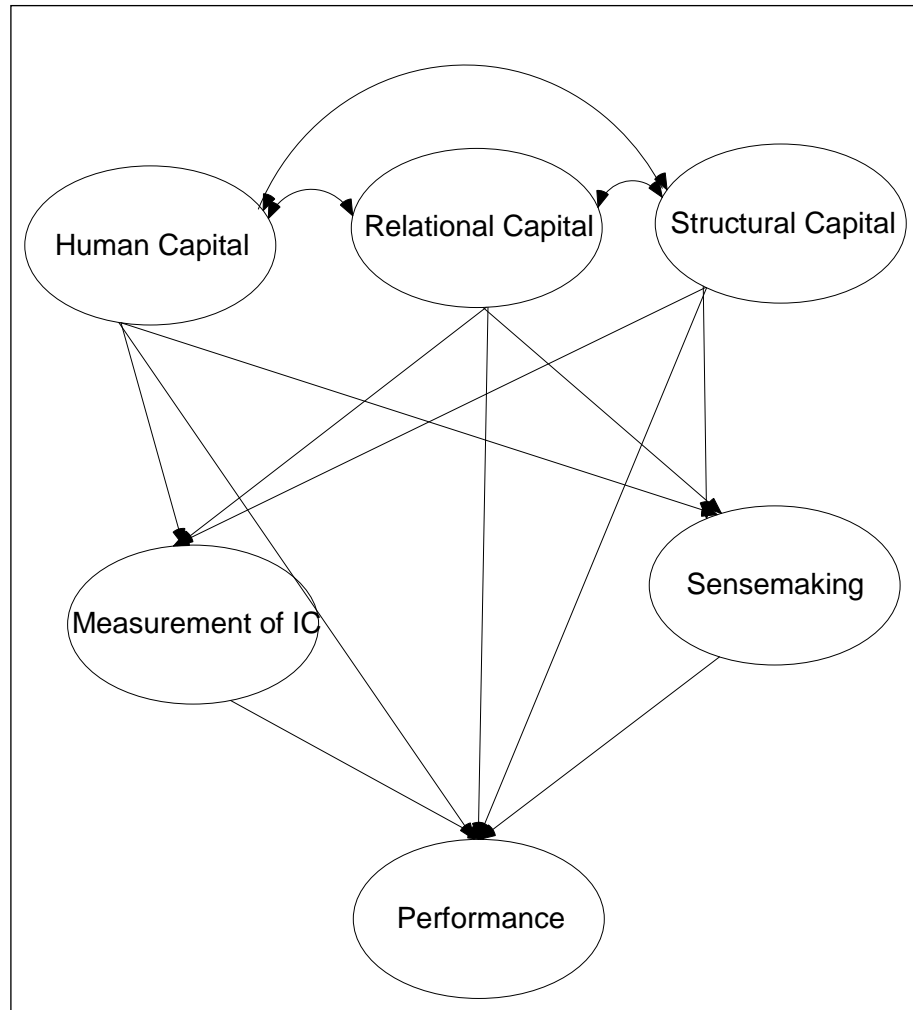 Human Capital
Relational Capital
Structural Capital
Measurement of IC
Sensemaking
Performance